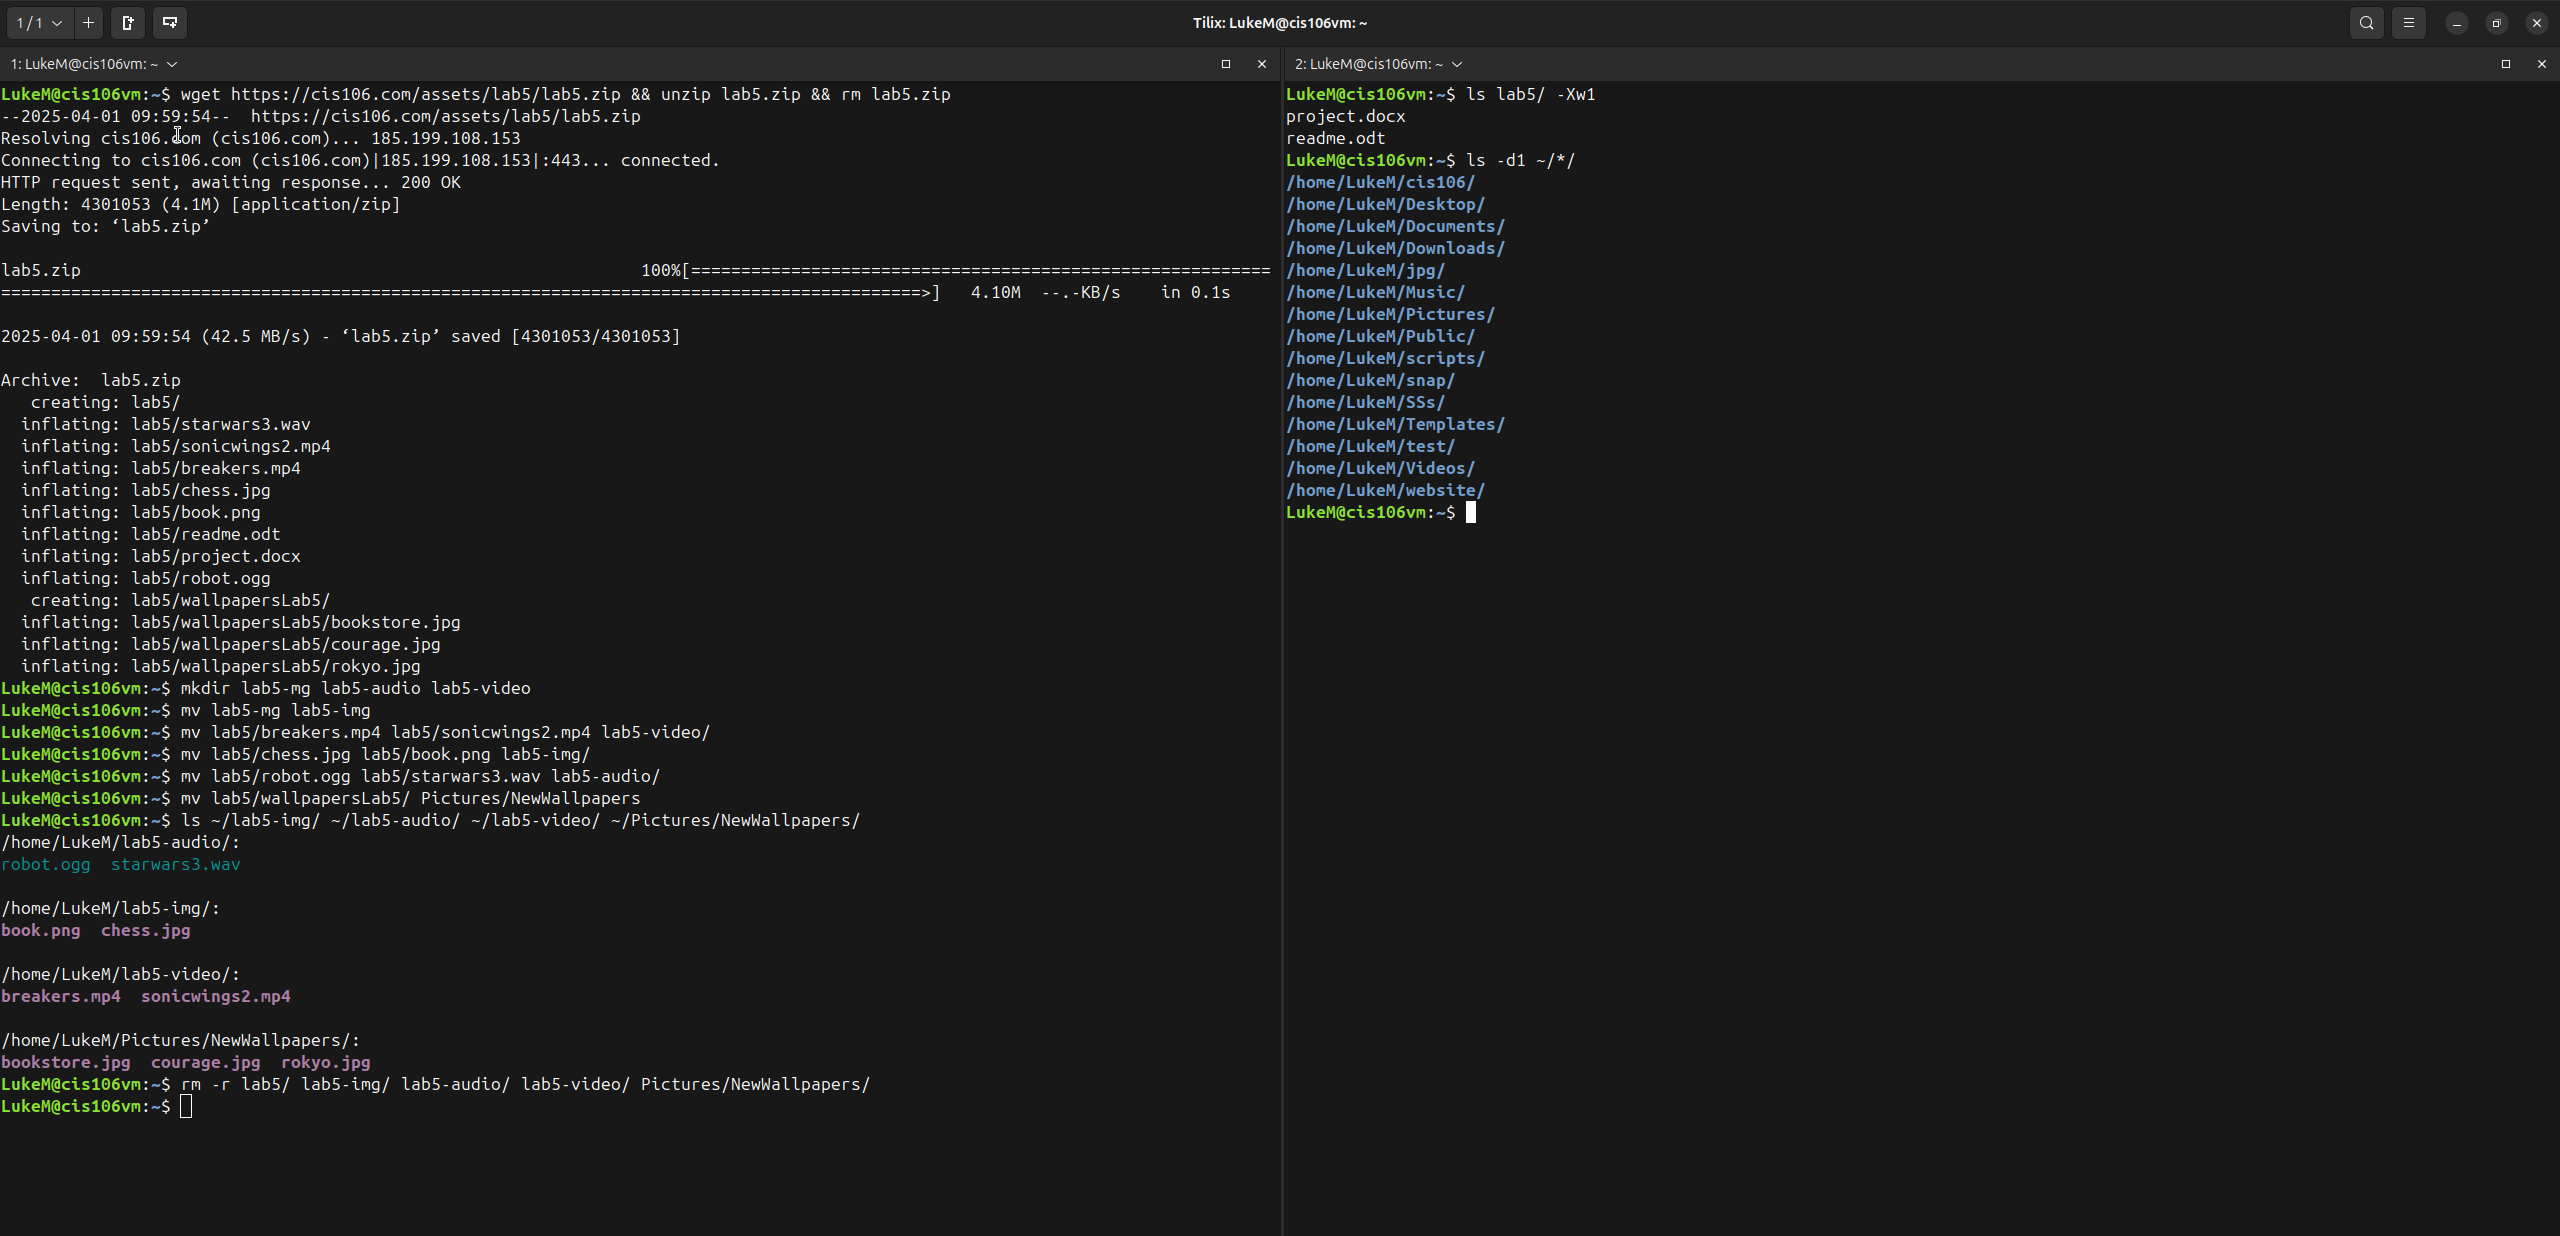 1 / 1
Tilix: LukeM@cis106vm: ~
1: LukeM@cis106vm: ~
LukeM@cis106vm:~$ wget https://cis106.com/assets/lab5/lab5.zip && unzip lab5.zip && rm lab5.zip
--2025-04-01 09:59:54--  https://cis106.com/assets/lab5/lab5.zip
Resolving cis106.com (cis106.com)... 185.199.108.153
Connecting to cis106.com (cis106.com)|185.199.108.153|:443... connected.
HTTP request sent, awaiting response... 200 OK
Length: 4301053 (4.1M) [application/zip]
Saving to: ‘lab5.zip’
lab5.zip                                                        100%[==========================================================
============================================================================================>]   4.10M  --.-KB/s    in 0.1s
2025-04-01 09:59:54 (42.5 MB/s) - ‘lab5.zip’ saved [4301053/4301053]
Archive:  lab5.zip
   creating: lab5/
  inflating: lab5/starwars3.wav
  inflating: lab5/sonicwings2.mp4
  inflating: lab5/breakers.mp4
  inflating: lab5/chess.jpg
  inflating: lab5/book.png
  inflating: lab5/readme.odt
  inflating: lab5/project.docx
  inflating: lab5/robot.ogg
   creating: lab5/wallpapersLab5/
  inflating: lab5/wallpapersLab5/bookstore.jpg
  inflating: lab5/wallpapersLab5/courage.jpg
  inflating: lab5/wallpapersLab5/rokyo.jpg
LukeM@cis106vm:~$ mkdir lab5-mg lab5-audio lab5-video
LukeM@cis106vm:~$ mv lab5-mg lab5-img
LukeM@cis106vm:~$ mv lab5/breakers.mp4 lab5/sonicwings2.mp4 lab5-video/
LukeM@cis106vm:~$ mv lab5/chess.jpg lab5/book.png lab5-img/
LukeM@cis106vm:~$ mv lab5/robot.ogg lab5/starwars3.wav lab5-audio/
LukeM@cis106vm:~$ mv lab5/wallpapersLab5/ Pictures/NewWallpapers
LukeM@cis106vm:~$ ls ~/lab5-img/ ~/lab5-audio/ ~/lab5-video/ ~/Pictures/NewWallpapers/
/home/LukeM/lab5-audio/:
robot.ogg  starwars3.wav
/home/LukeM/lab5-img/:
book.png  chess.jpg
/home/LukeM/lab5-video/:
breakers.mp4  sonicwings2.mp4
/home/LukeM/Pictures/NewWallpapers/:
bookstore.jpg  courage.jpg  rokyo.jpg
LukeM@cis106vm:~$ rm -r lab5/ lab5-img/ lab5-audio/ lab5-video/ Pictures/NewWallpapers/
LukeM@cis106vm:~$
2: LukeM@cis106vm: ~
LukeM@cis106vm:~$ ls lab5/ -Xw1
project.docx
readme.odt
LukeM@cis106vm:~$ ls -d1 ~/*/
/home/LukeM/cis106/
/home/LukeM/Desktop/
/home/LukeM/Documents/
/home/LukeM/Downloads/
/home/LukeM/jpg/
/home/LukeM/Music/
/home/LukeM/Pictures/
/home/LukeM/Public/
/home/LukeM/scripts/
/home/LukeM/snap/
/home/LukeM/SSs/
/home/LukeM/Templates/
/home/LukeM/test/
/home/LukeM/Videos/
/home/LukeM/website/
LukeM@cis106vm:~$